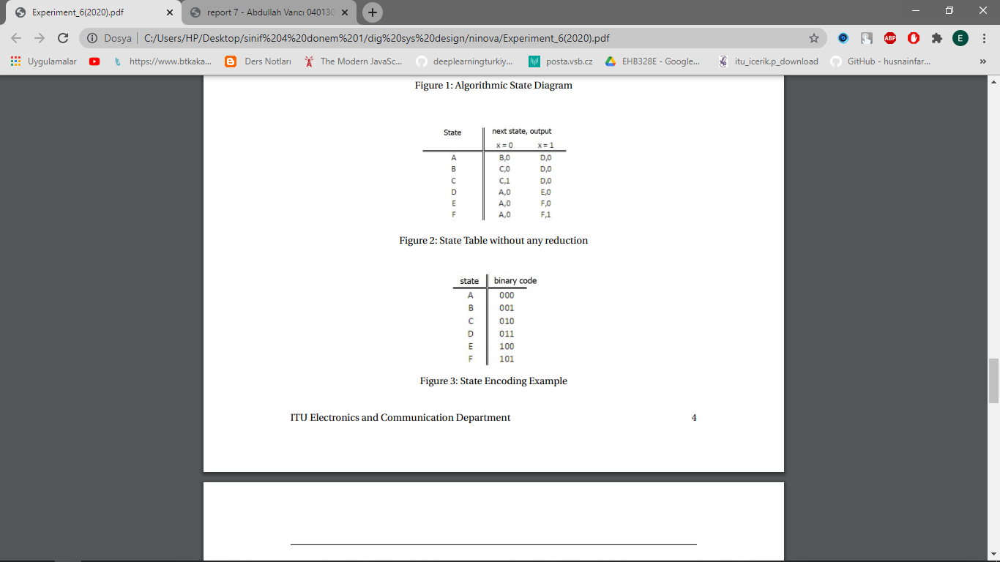 Experiment_6(2020).pdf
report 7 - Abdullah Varıcı 040130
Dosya | C:/Users/HP/Desktop/sinif%204%20donem%201/dig%20sys%20design/ninova/Experiment_6(2020).pdf
ABP
E
Uygulamalar
https://www.btkaka...
Ders Notları
The Modern JavaSc...
deeplearningturkiy...
posta.vsb.cz
EHB328E - Google...
itu_icerik.p_download
GitHub - husnainfar...
»
Figure 1: Algorithmic State Diagram
State next state, output
x = 0 x = 1
A B,0 D,0
B C,0 D,0
C C,1 D,0
D A,0 E,0
E A,0 F,0
F A,0 F,1
Figure 2: State Table without any reduction
state binary code
A 000
B 001
C 010
D 011
E 100
F 101
Figure 3: State Encoding Example
ITU Electronics and Communication Department 4